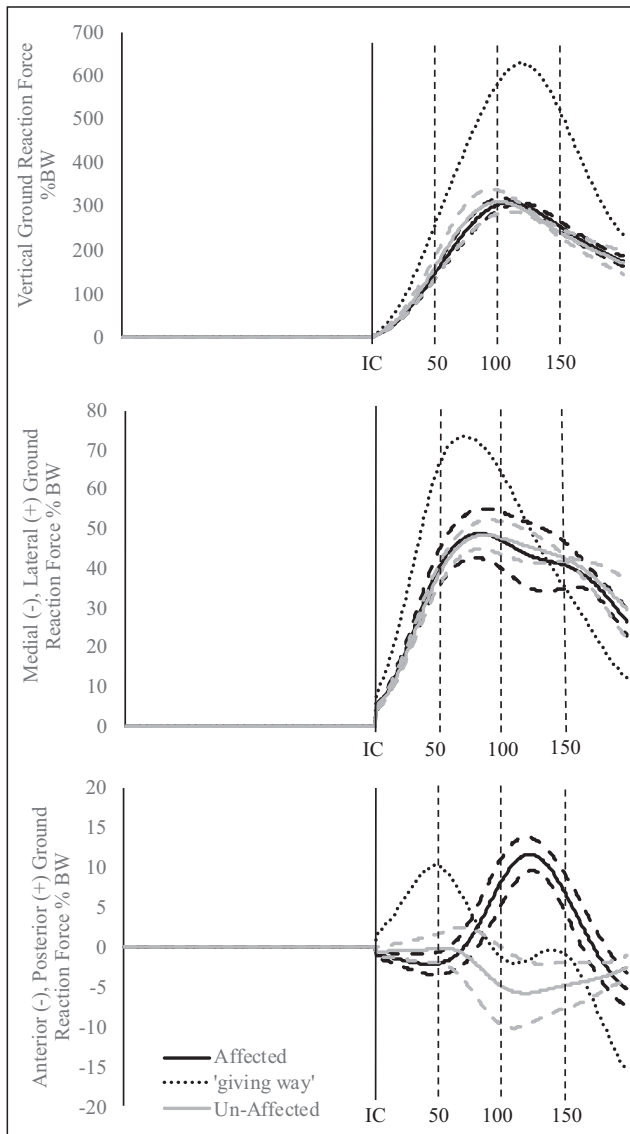 Vertical Ground Reaction Force
%BW
700
600
500
400
300
200
100
0
IC
50
100
150
Medial (-), Lateral (+) Ground
Reaction Force % BW
80
70
60
50
40
30
20
10
0
IC
50
100
150
Anterior (-), Posterior (+) Ground
Reaction Force % BW
20
15
10
5
0
-5
-10
-15
-20
Affected
'giving way'
Un-Affected
IC
50
100
150